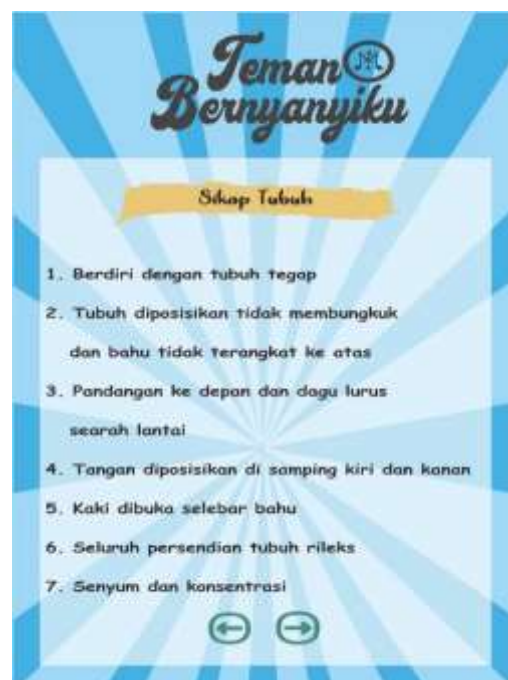 Teman
Bernyanyiku
Sikap Tubuh
1. Berdiri dengan tubuh tegap
2. Tubuh diposisikan tidak membungkuk
dan bahu tidak terangkat ke atas
3. Pandangan ke depan dan dagu lurus
searah lantai
4. Tangan diposisikan di samping kiri dan kanan
5. Kaki dibuka selebar bahu
6. Seluruh persendian tubuh rileks
7. Senyum dan konsentrasi